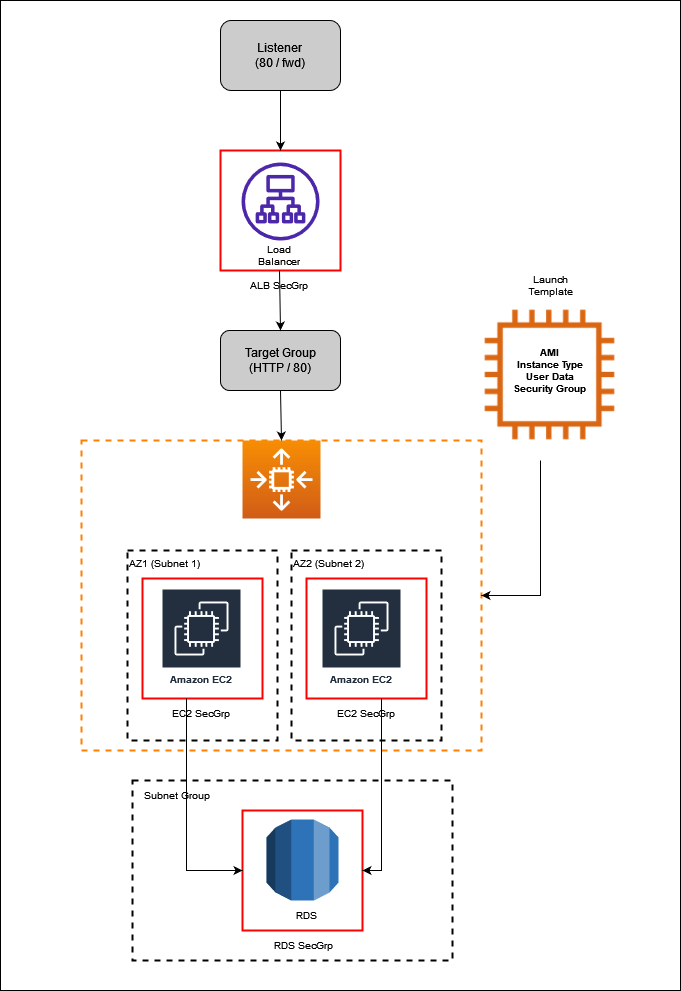 Listener
(80 / fwd)
Load
Balancer
ALB SecGrp
Target Group
(HTTP / 80)
Launch
Template
AMI
Instance Type
User Data
Security Group
AZ1 (Subnet 1)
AZ2 (Subnet 2)
Amazon EC2
Amazon EC2
EC2 SecGrp
EC2 SecGrp
Subnet Group
RDS
RDS SecGrp